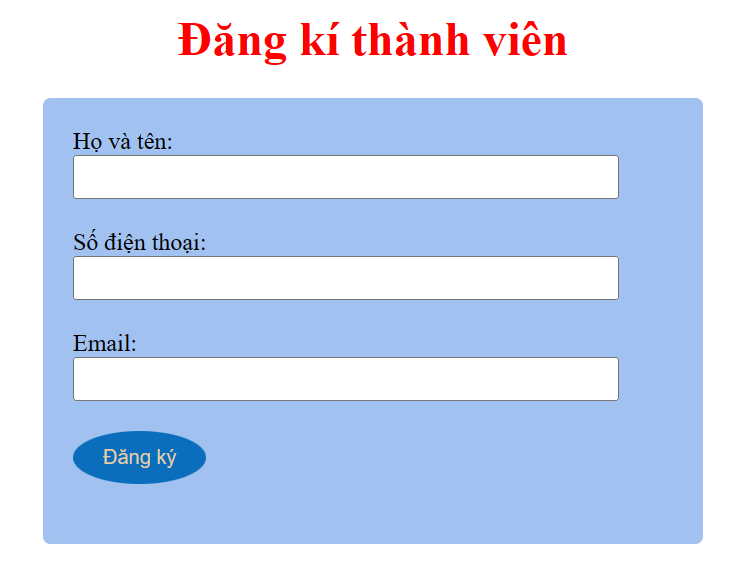 Đăng kí thành viên
Họ và tên:
Số điện thoại:
Email:
Đăng ký